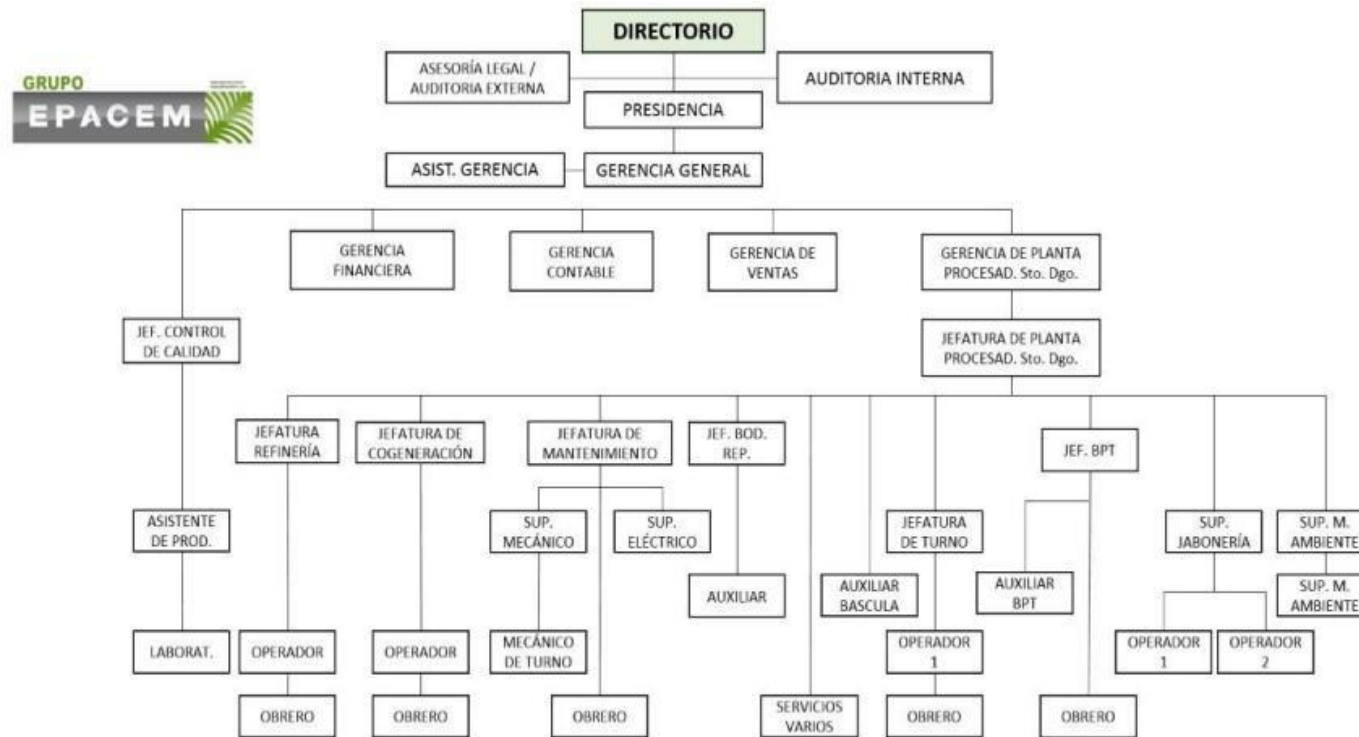 DIRECTORIO
ASESORÍA LEGAL /
AUDITORIA EXTERNA
AUDITORIA INTERNA
GRUPO
EPACEM
PRESIDENCIA
ASIST. GERENCIA
GERENCIA GENERAL
GERENCIA
FINANCIERA
GERENCIA
CONTABLE
GERENCIA DE
VENTAS
GERENCIA DE PLANTA
PROCESAD. Sto. Dgo.
JEF. CONTROL
DE CALIDAD
JEFATURA DE PLANTA
PROCESAD. Sto. Dgo.
JEFATURA
REFINERÍA
JEFATURA DE
COGENERACIÓN
JEFATURA DE
MANTENIMIENTO
JEF. BOD.
REP.
JEF. BPT
ASISTENTE
DE PROD.
SUP.
MECÁNICO
SUP.
ELÉCTRICO
JEFATURA
DE TURNO
SUP.
JABONERÍA
SUP. M.
AMBIENTE
AUXILIAR
AUXILIAR
BASCULA
AUXILIAR
BPT
SUP. M.
AMBIENTE
LABORAT.
OPERADOR
OPERADOR
MECÁNICO
DE TURNO
OPERADOR
1
OPERADOR
1
OPERADOR
2
OBRERO
OBRERO
OBRERO
SERVICIOS
VARIOS
OBRERO
OBRERO